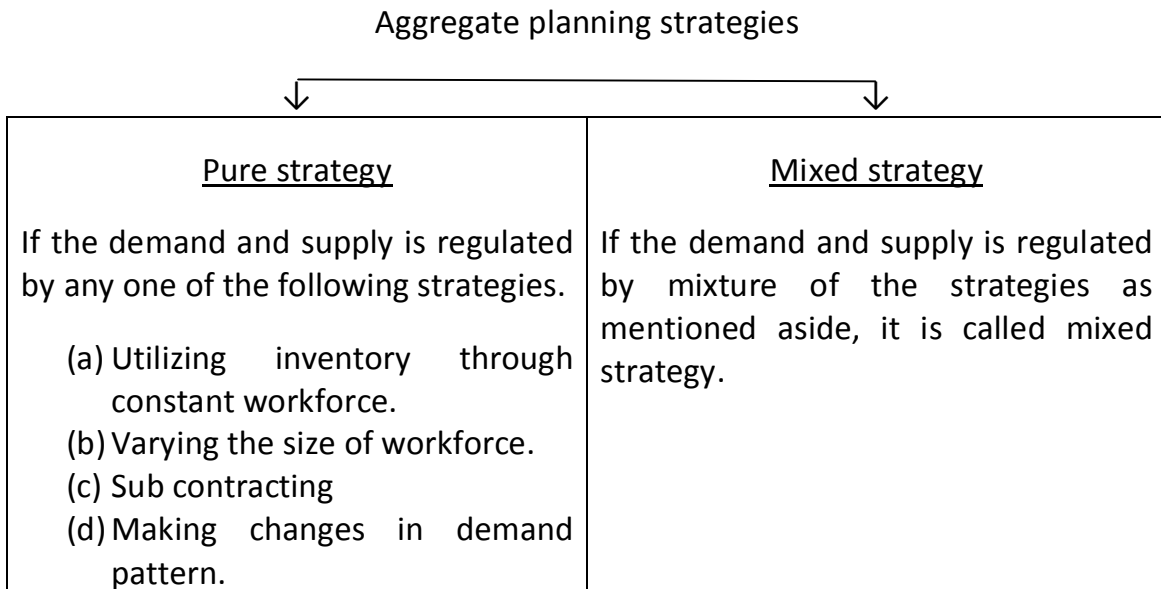 Aggregate planning strategies
Pure strategy
If the demand and supply is regulated
by any one of the following strategies.
(a) Utilizing inventory through
constant workforce.
(b) Varying the size of workforce.
(c) Sub contracting
(d) Making changes in demand
pattern.
Mixed strategy
If the demand and supply is regulated
by mixture of the strategies as
mentioned aside, it is called mixed
strategy.